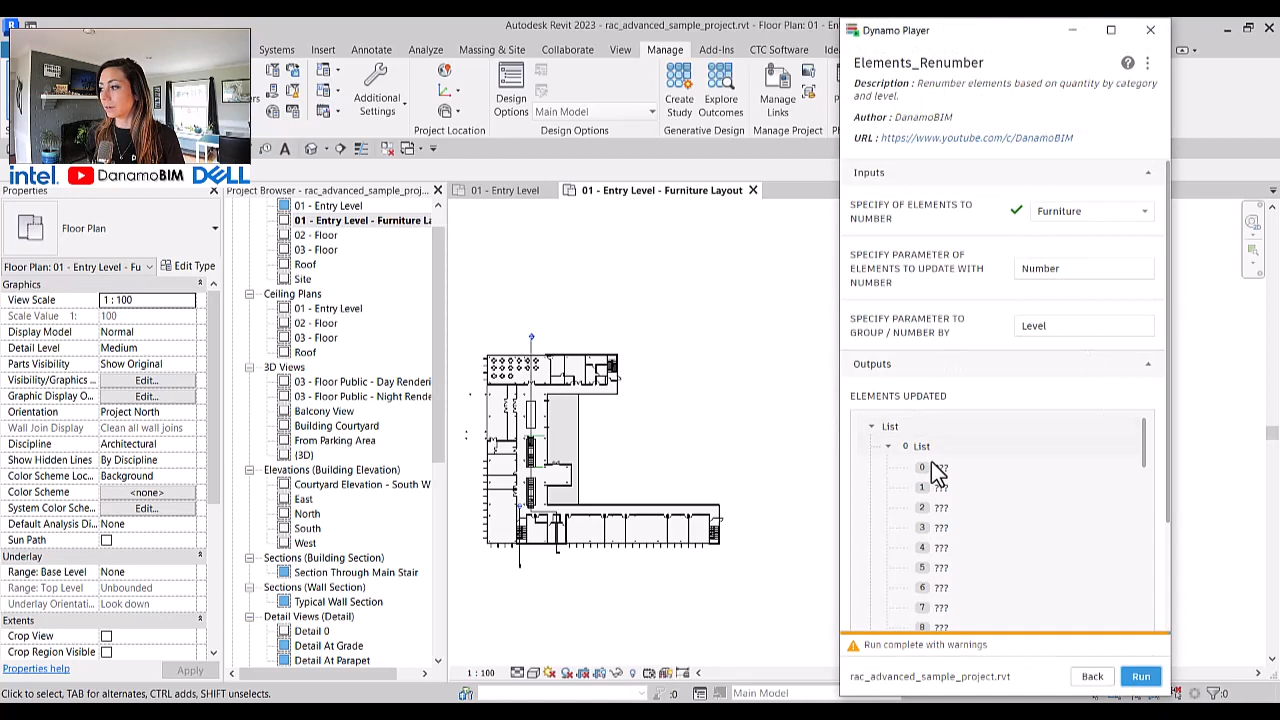 Autodesk Revit 2023 - rac_advanced_sample_project.rvt - Floor Plan: 01 -
Systems Insert Annotate Analyze Massing & Site Collaborate View Manage Add-Ins CTC Software
Additional
Settings
Project Location
Design
Options
Main Model
Design Options
Create
Study
Explore
Outcomes
Generative Design
Manage
Links
Manage Project
intel. DanamoBIM DELL
Properties
Floor Plan
Floor Plan: 01 - Entry Level - Fu
Edit Type
Graphics
View Scale 1 : 100
Scale Value 1: 100
Display Model Normal
Detail Level Medium
Parts Visibility Show Original
Visibility/Graphics ... Edit...
Graphic Display O... Edit...
Orientation Project North
Wall Join Display Clean all wall joins
Discipline Architectural
Show Hidden Lines By Discipline
Color Scheme Loc... Background
Color Scheme <none>
System Color Sche... Edit...
Default Analysis Di... None
Sun Path
Underlay
Range: Base Level None
Range: Top Level Unbounded
Underlay Orientati... Look down
Extents
Crop View
Crop Region Visible
Properties help
Apply
Project Browser - rac_advanced_sample_proj...
01 - Entry Level
01 - Entry Level - Furniture La
02 - Floor
03 - Floor
Roof
Site
Ceiling Plans
01 - Entry Level
02 - Floor
03 - Floor
Roof
3D Views
03 - Floor Public - Day Renderi
03 - Floor Public - Night Rende
Balcony View
Building Courtyard
From Parking Area
{3D}
Elevations (Building Elevation)
Courtyard Elevation - South W
East
North
South
West
Sections (Building Section)
Section Through Main Stair
Sections (Wall Section)
Typical Wall Section
Detail Views (Detail)
Detail 0
Detail At Grade
Detail At Parapet
01 - Entry Level
01 - Entry Level - Furniture Layout
1 : 100
Click to select, TAB for alternates, CTRL adds, SHIFT unselects.
:0
Main Model
:0
Dynamo Player
Elements_Renumber
Description : Renumber elements based on quantity by category
and level.
Author : DanamoBIM
URL : https://www.youtube.com/c/DanamoBIM
Inputs
SPECIFY OF ELEMENTS TO
NUMBER
Furniture
SPECIFY PARAMETER OF
ELEMENTS TO UPDATE WITH
NUMBER
Number
SPECIFY PARAMETER TO
GROUP / NUMBER BY
Level
Outputs
ELEMENTS UPDATED
List
0 List
0 ???
1 ???
2 ???
3 ???
4 ???
5 ???
6 ???
7 ???
8 ???
Run complete with warnings
rac_advanced_sample_project.rvt
Back
Run